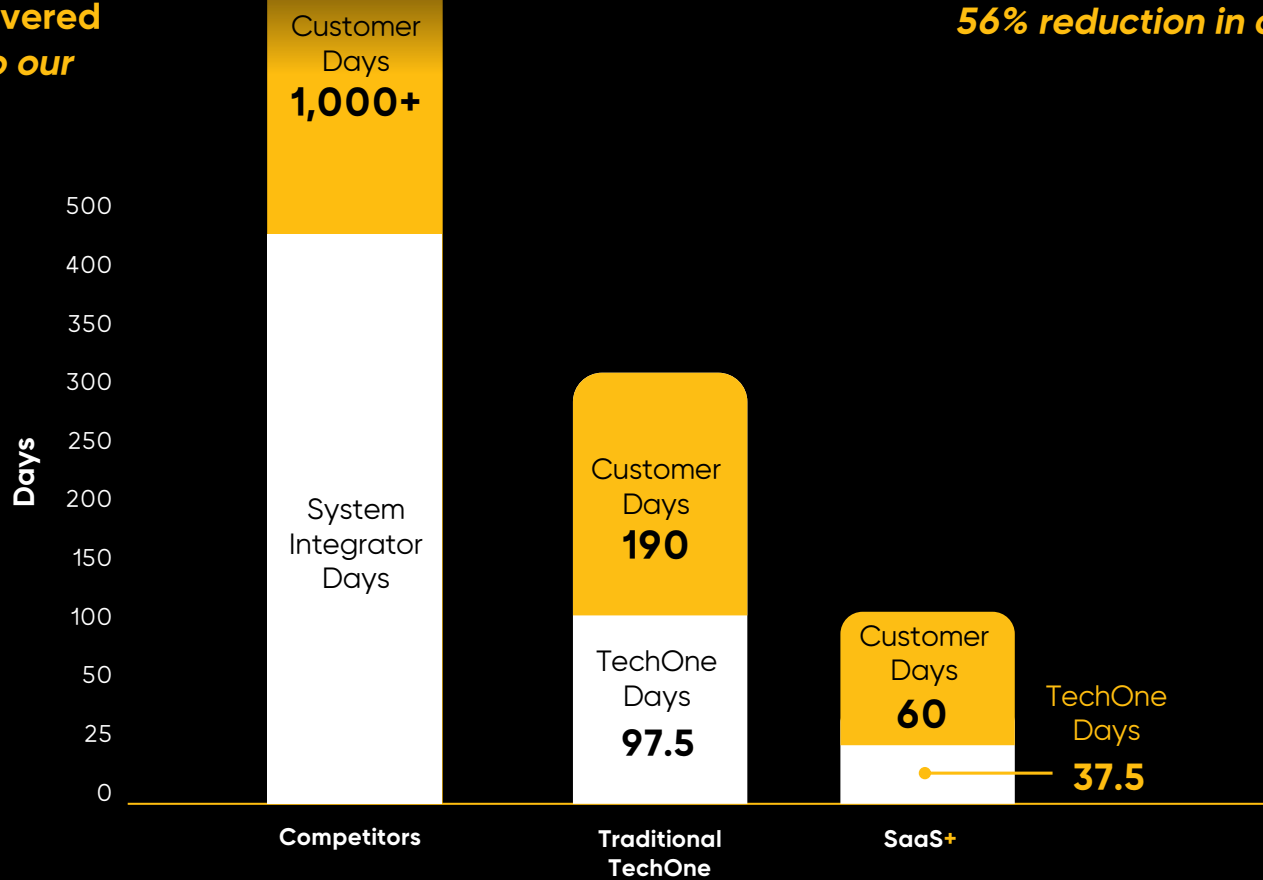 vered
o our
56% reduction in
Customer
Days
1,000+
500
400
350
300
250
200
150
100
50
25
0
Days
System
Integrator
Days
Customer
Days
190
TechOne
Days
97.5
Customer
Days
60
TechOne
Days
37.5
Competitors
Traditional
TechOne
SaaS+